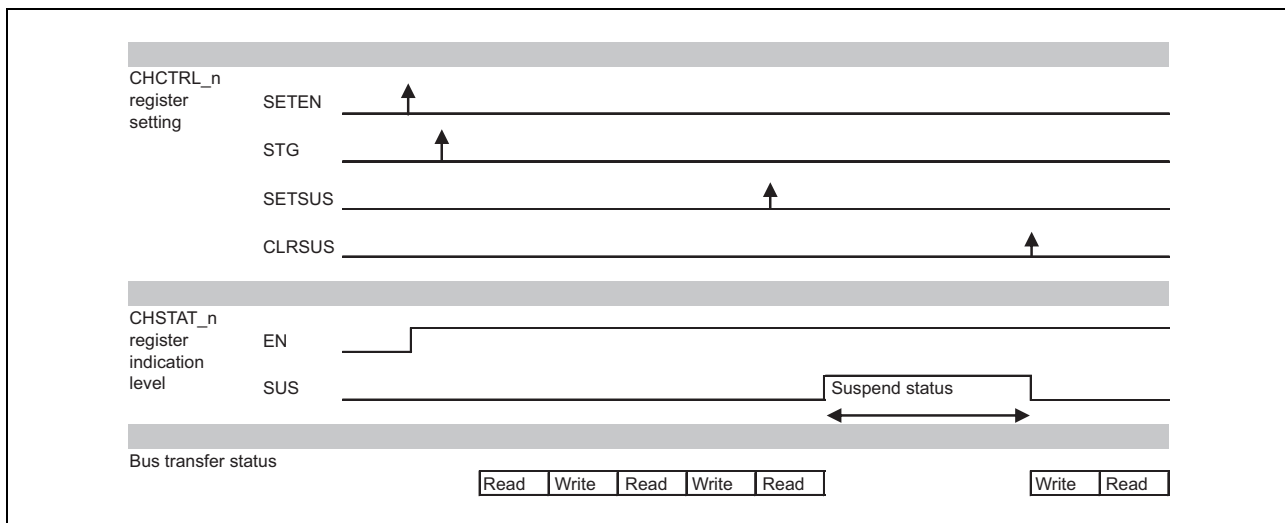 CHCTRL_n
register
setting
SETEN
STG
SETSUS
CLRSUS
CHSTAT_n
register
indication
level
EN
SUS
Suspend status
Bus transfer status
Read Write Read Write Read Write Read